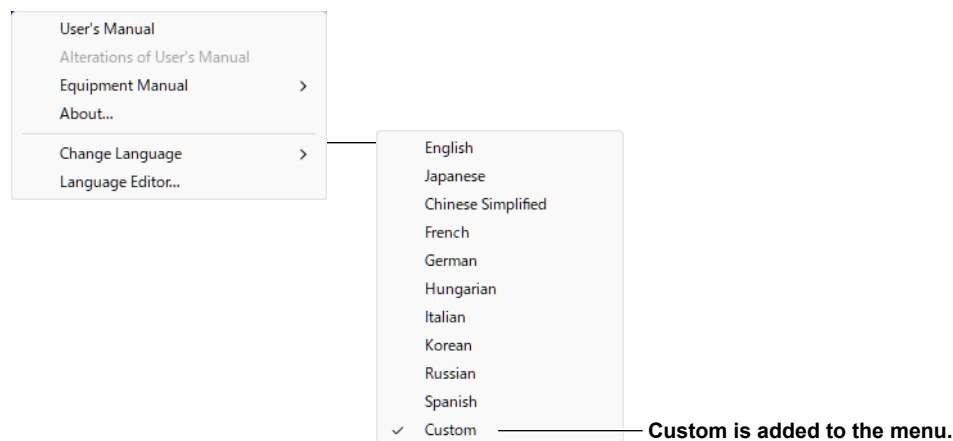 User's Manual
Alterations of User's Manual
Equipment Manual
About...
Change Language
Language Editor...
English
Japanese
Chinese Simplified
French
German
Hungarian
Italian
Korean
Russian
Spanish
Custom
Custom is added to the menu.